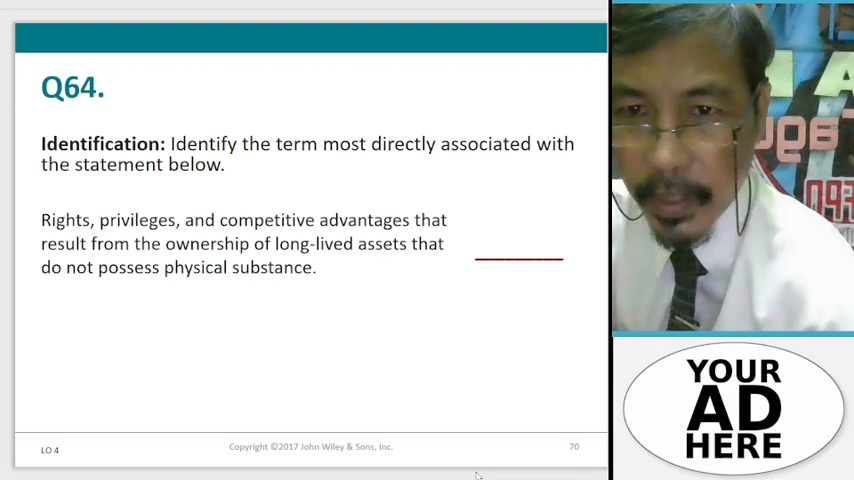 Q64.
Identification: Identify the term most directly associated with
the statement below.
Rights, privileges, and competitive advantages that
result from the ownership of long-lived assets that
do not possess physical substance.
LO 4
Copyright ©2017 John Wiley & Sons, Inc.
70
YOUR
AD
HERE